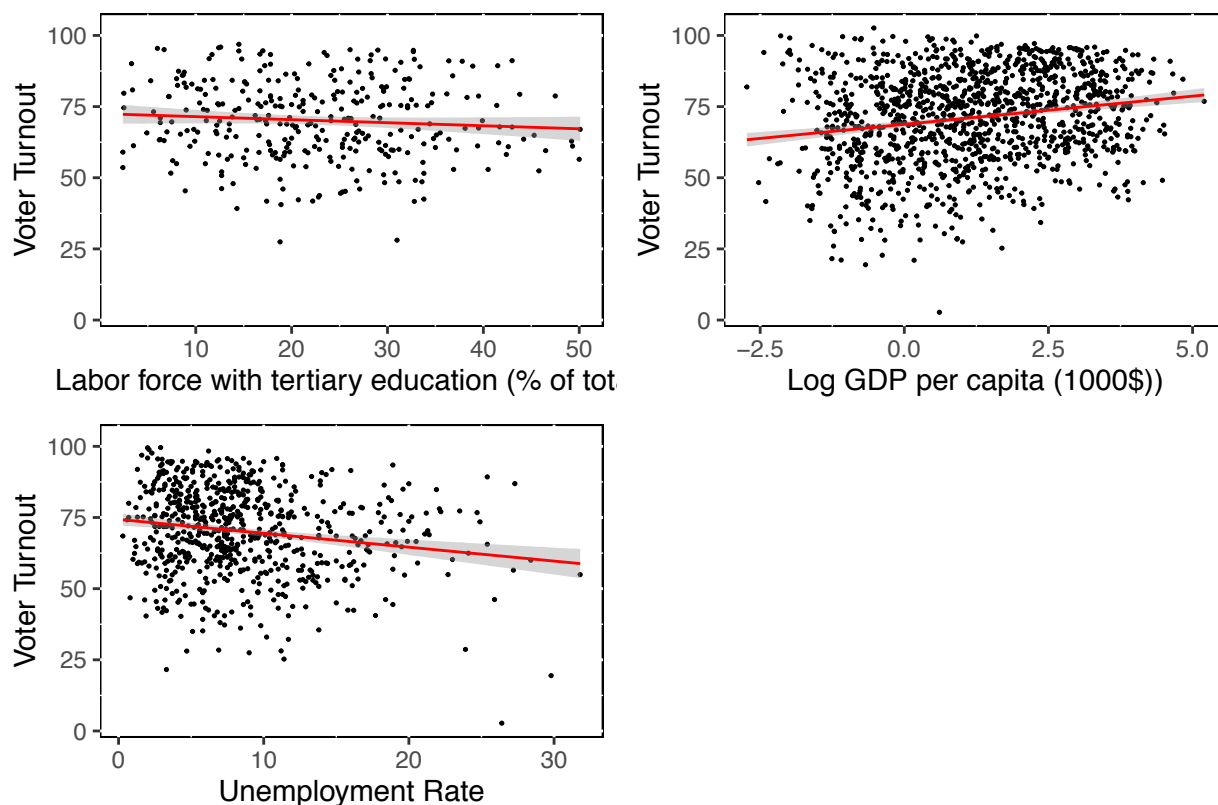 100
75
50
25
0
Voter Turnout
10 20 30 40 50
Labor force with tertiary education (% of tot
100
75
50
25
0
Voter Turnout
−2.5 0.0 2.5 5.0
Log GDP per capita (1000$))
100
75
50
25
0
Voter Turnout
0 10 20 30
Unemployment Rate